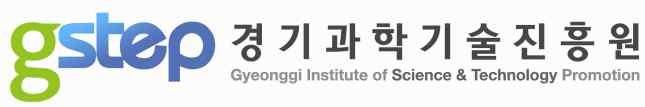 gstep 경기과학기술진흥원
Gyeonggi Institute of Science & Technology Promotion